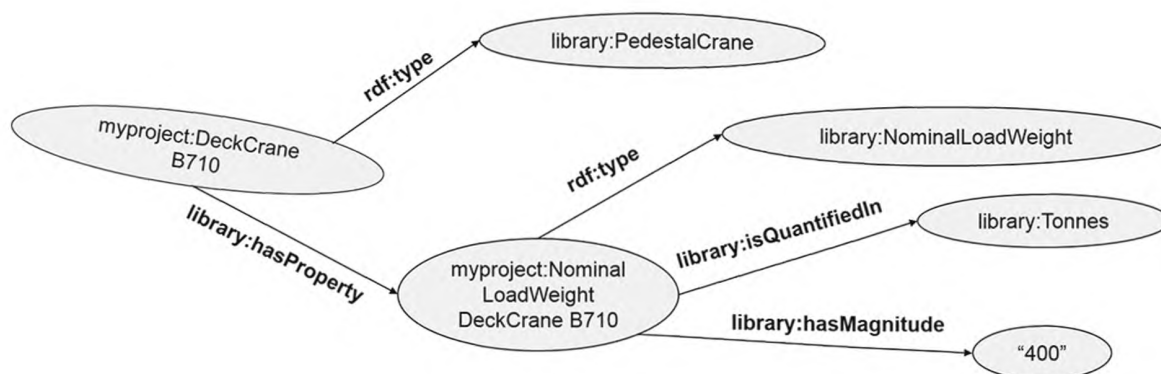 library:PedestalCrane
rdf:type
myproject:DeckCrane
B710
library:NominalLoadWeight
rdf:type
library:hasProperty
library:isQuantifiedIn
library:Tonnes
myproject:Nominal
LoadWeight
DeckCrane B710
library:hasMagnitude
“400”